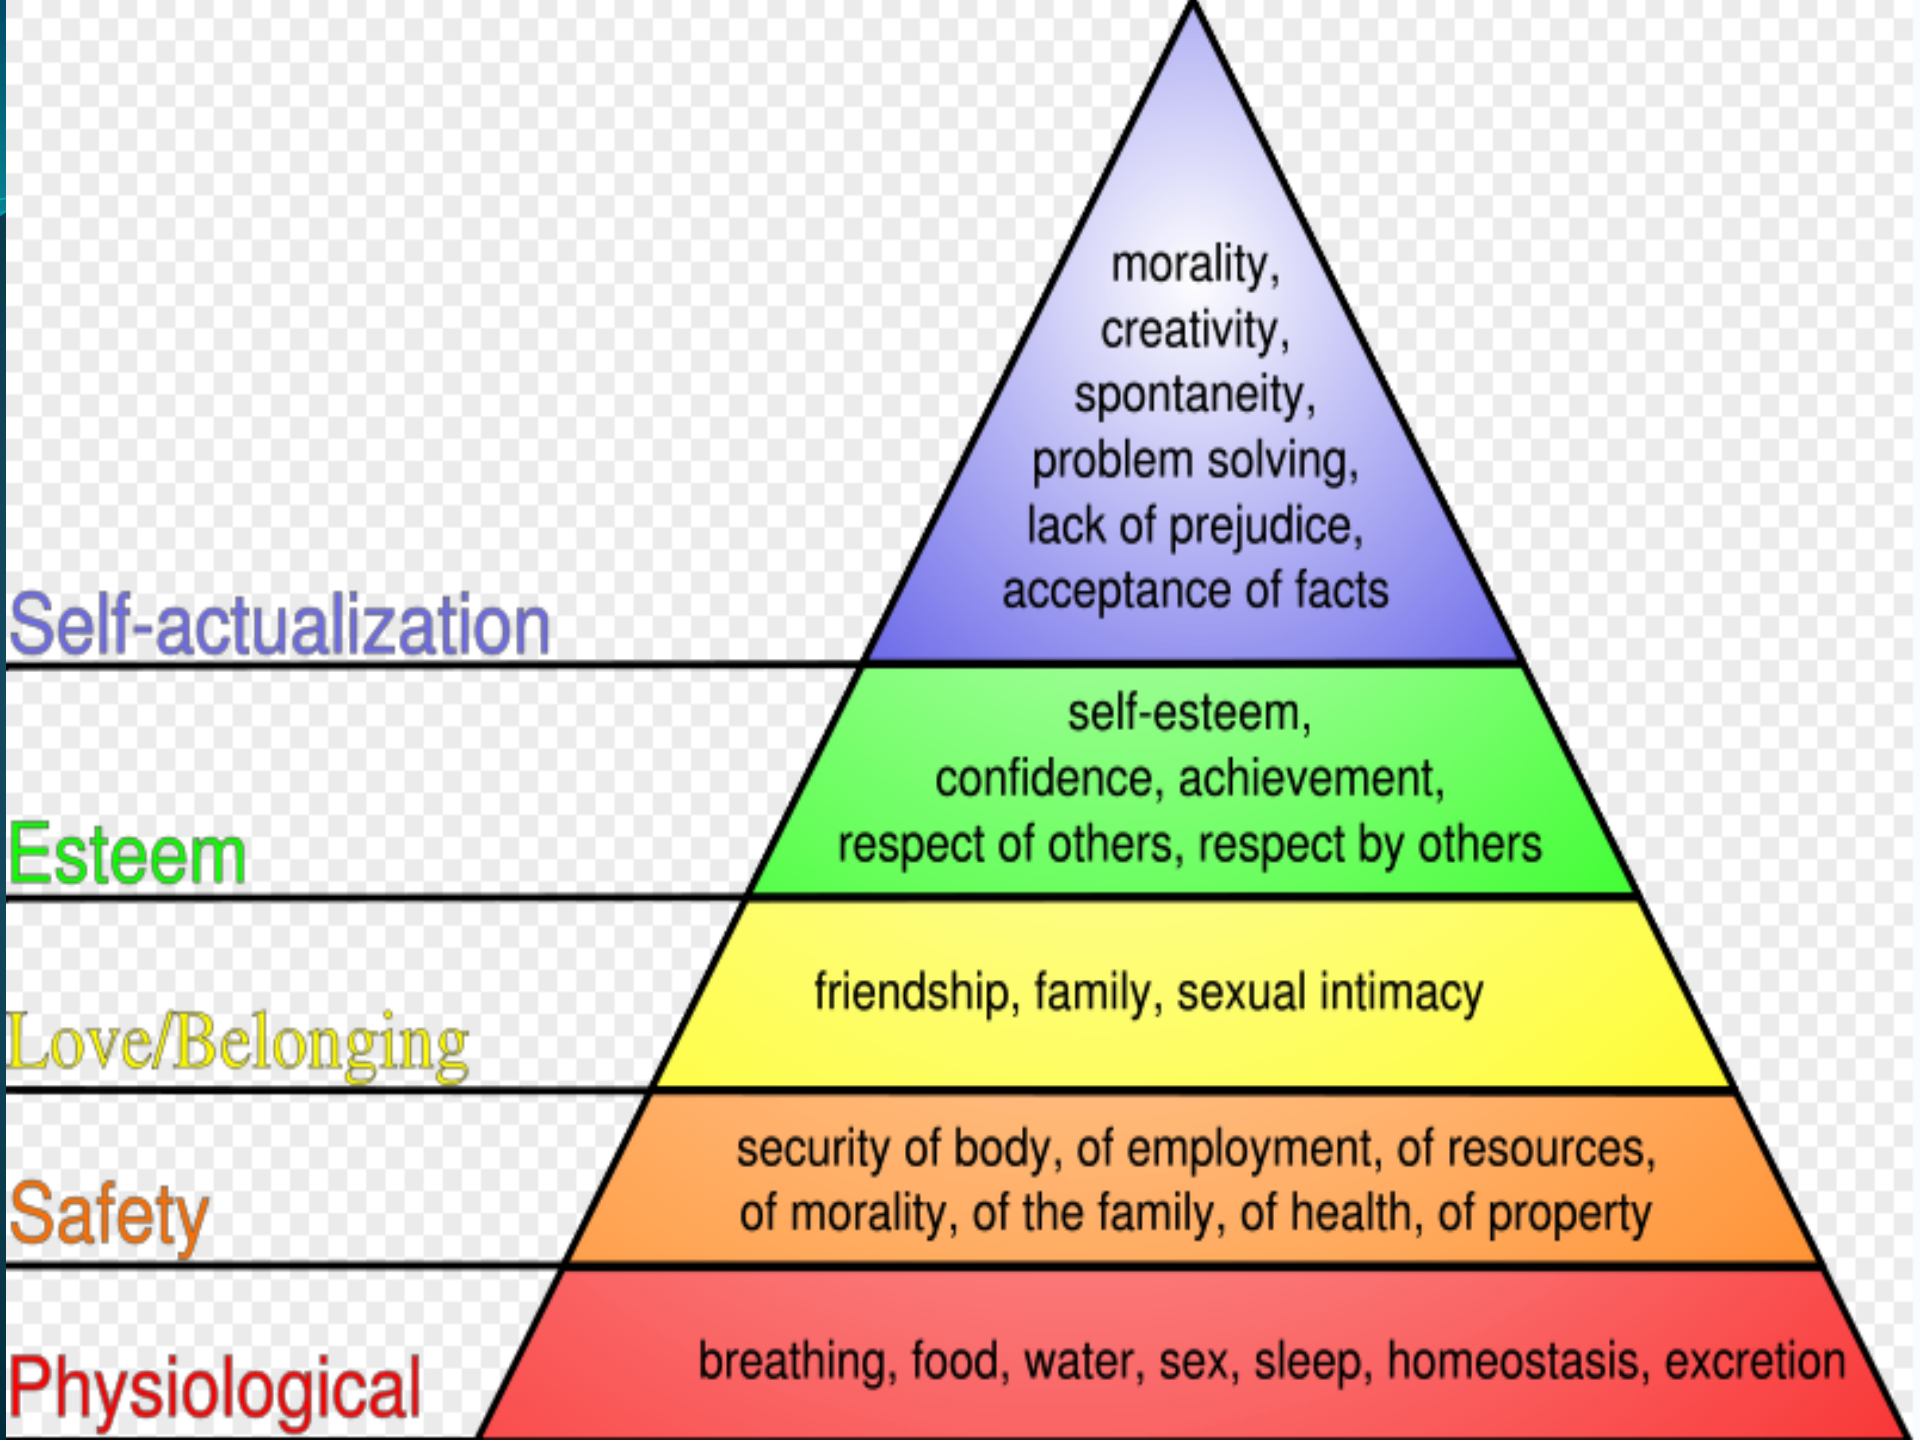 morality,
creativity,
spontaneity,
problem solving,
lack of prejudice,
acceptance of facts
Self-actualization
self-esteem,
confidence, achievement,
respect of others, respect by others
Esteem
friendship, family, sexual intimacy
Love/Belonging
security of body, of employment, of resources,
of morality, of the family, of health, of property
Safety
breathing, food, water, sex, sleep, homeostasis, excretion
Physiological